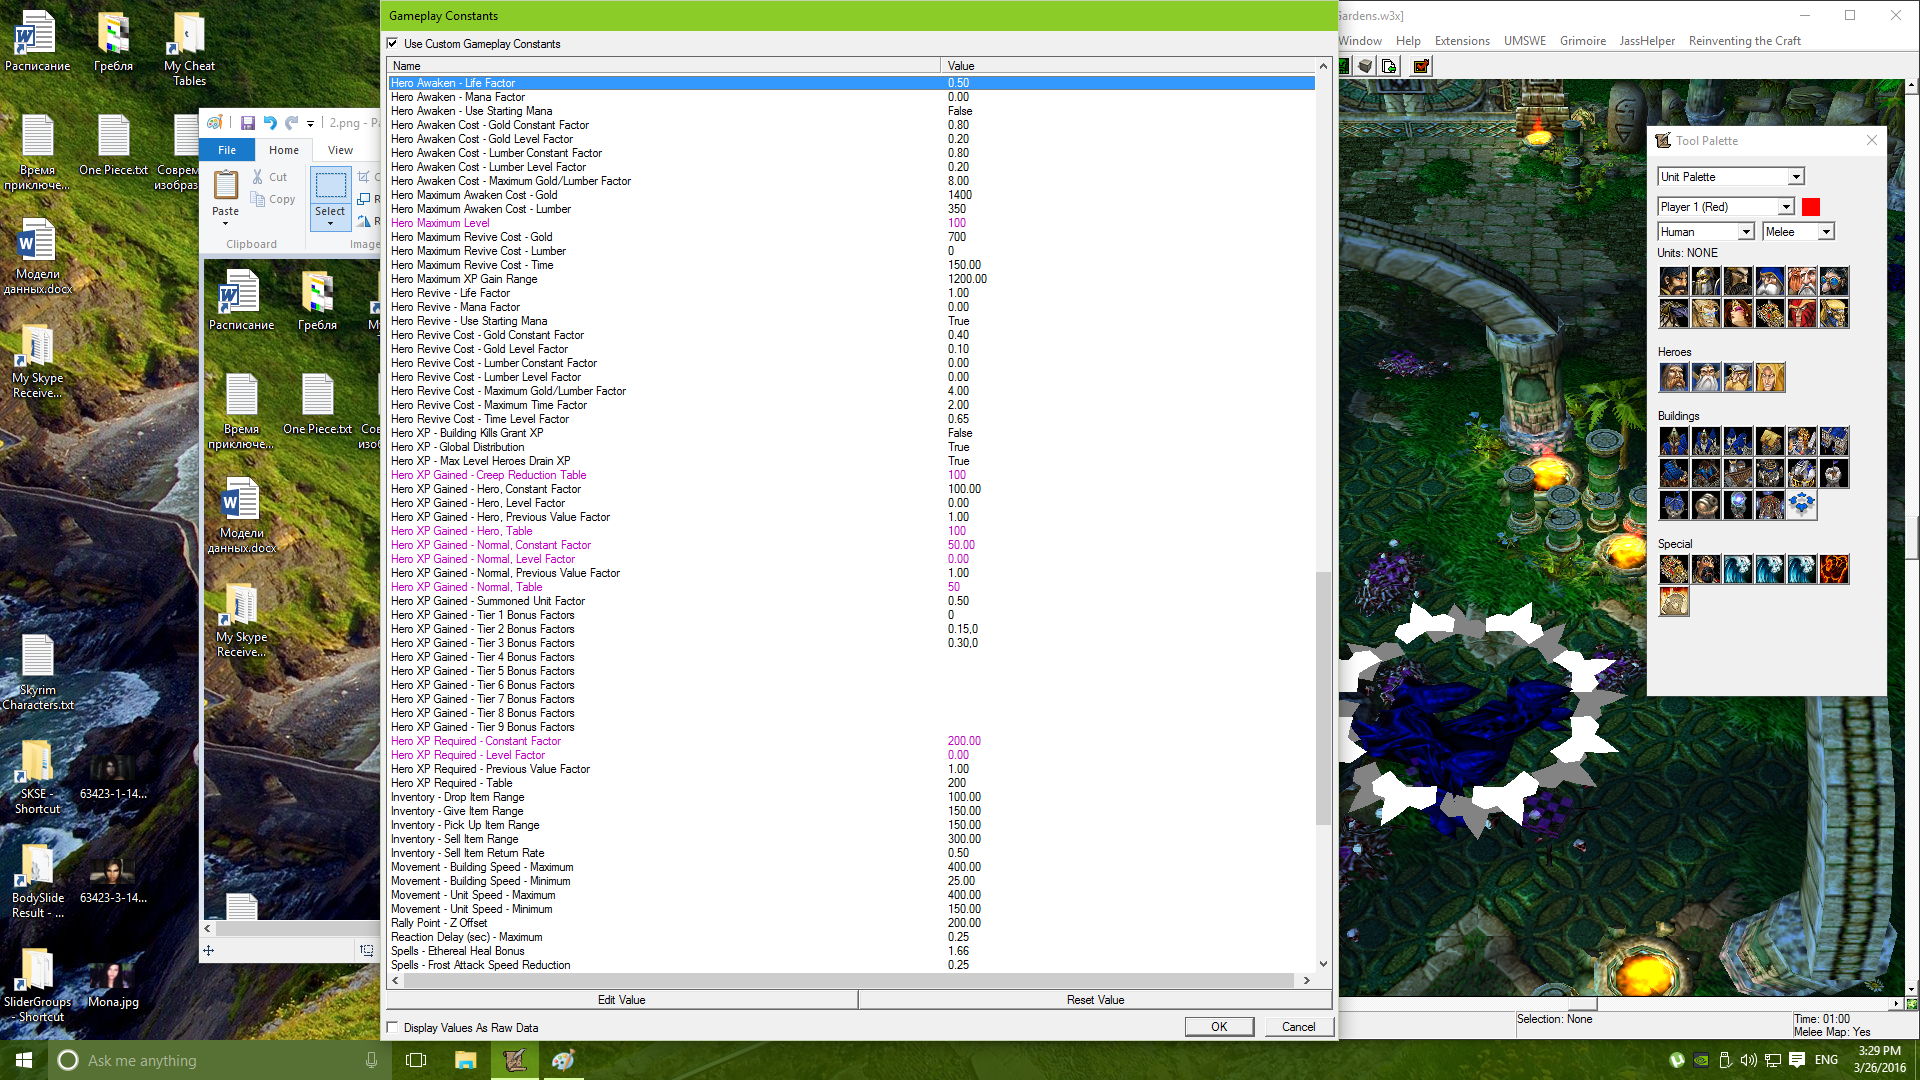 Расписание
Гребля
My Cheat
Tables
Время
приключе...
One Piece.txt
Соврем
изобраз
Модели
данных.docx
My Skype
Receive...
Skyrim
Characters.txt
SKSE -
Shortcut
63423-1-14...
BodySlide
Result - ...
63423-3-14...
SliderGroups
- Shortcut
Mona.jpg
2.png - Pa
File
Home
View
Paste
Cut
Copy
Select
Clipboard
Image
Расписание
Гребля
Время
приключе...
One Piece.txt
Модели
данных.docx
My Skype
Receive...
Gameplay Constants
Use Custom Gameplay Constants
Name Value
Hero Awaken - Life Factor 0.50
Hero Awaken - Mana Factor 0.00
Hero Awaken - Use Starting Mana False
Hero Awaken Cost - Gold Constant Factor 0.80
Hero Awaken Cost - Gold Level Factor 0.20
Hero Awaken Cost - Lumber Constant Factor 0.80
Hero Awaken Cost - Lumber Level Factor 0.20
Hero Awaken Cost - Maximum Gold/Lumber Factor 8.00
Hero Maximum Awaken Cost - Gold 1400
Hero Maximum Awaken Cost - Lumber 350
Hero Maximum Level 100
Hero Maximum Revive Cost - Gold 700
Hero Maximum Revive Cost - Lumber 0
Hero Maximum Revive Cost - Time 150.00
Hero Maximum XP Gain Range 1200.00
Hero Revive - Life Factor 1.00
Hero Revive - Mana Factor 0.00
Hero Revive - Use Starting Mana True
Hero Revive Cost - Gold Constant Factor 0.40
Hero Revive Cost - Gold Level Factor 0.10
Hero Revive Cost - Lumber Constant Factor 0.00
Hero Revive Cost - Lumber Level Factor 0.00
Hero Revive Cost - Maximum Gold/Lumber Factor 4.00
Hero Revive Cost - Maximum Time Factor 2.00
Hero Revive Cost - Time Level Factor 0.65
Hero XP - Building Kills Grant XP False
Hero XP - Global Distribution True
Hero XP - Max Level Heroes Drain XP True
Hero XP Gained - Creep Reduction Table 100
Hero XP Gained - Hero, Constant Factor 100.00
Hero XP Gained - Hero, Level Factor 0.00
Hero XP Gained - Hero, Previous Value Factor 1.00
Hero XP Gained - Hero, Table 100
Hero XP Gained - Normal, Constant Factor 50.00
Hero XP Gained - Normal, Level Factor 0.00
Hero XP Gained - Normal, Previous Value Factor 1.00
Hero XP Gained - Normal, Table 50
Hero XP Gained - Summoned Unit Factor 0.50
Hero XP Gained - Tier 1 Bonus Factors 0
Hero XP Gained - Tier 2 Bonus Factors 0.15,0
Hero XP Gained - Tier 3 Bonus Factors 0.30,0
Hero XP Gained - Tier 4 Bonus Factors
Hero XP Gained - Tier 5 Bonus Factors
Hero XP Gained - Tier 6 Bonus Factors
Hero XP Gained - Tier 7 Bonus Factors
Hero XP Gained - Tier 8 Bonus Factors
Hero XP Gained - Tier 9 Bonus Factors
Hero XP Required - Constant Factor 200.00
Hero XP Required - Level Factor 0.00
Hero XP Required - Previous Value Factor 1.00
Hero XP Required - Table 200
Inventory - Drop Item Range 100.00
Inventory - Give Item Range 150.00
Inventory - Pick Up Item Range 150.00
Inventory - Sell Item Range 300.00
Inventory - Sell Item Return Rate 0.50
Movement - Building Speed - Maximum 400.00
Movement - Building Speed - Minimum 25.00
Movement - Unit Speed - Maximum 400.00
Movement - Unit Speed - Minimum 150.00
Rally Point - Z Offset 200.00
Reaction Delay (sec) - Maximum 0.25
Spells - Ethereal Heal Bonus 1.66
Spells - Frost Attack Speed Reduction 0.25
Edit Value Reset Value
Display Values As Raw Data
OK Cancel
Gardens.w3x]
Window Help Extensions UMSWE Grimoire JassHelper Reinventing the Craft
Tool Palette
Unit Palette
Player 1 (Red)
Human Melee
Units: NONE
Heroes
Buildings
Special
Selection: None
Time: 01:00
Melee Map: Yes
Ask me anything
ENG
3:29 PM
3/26/2016